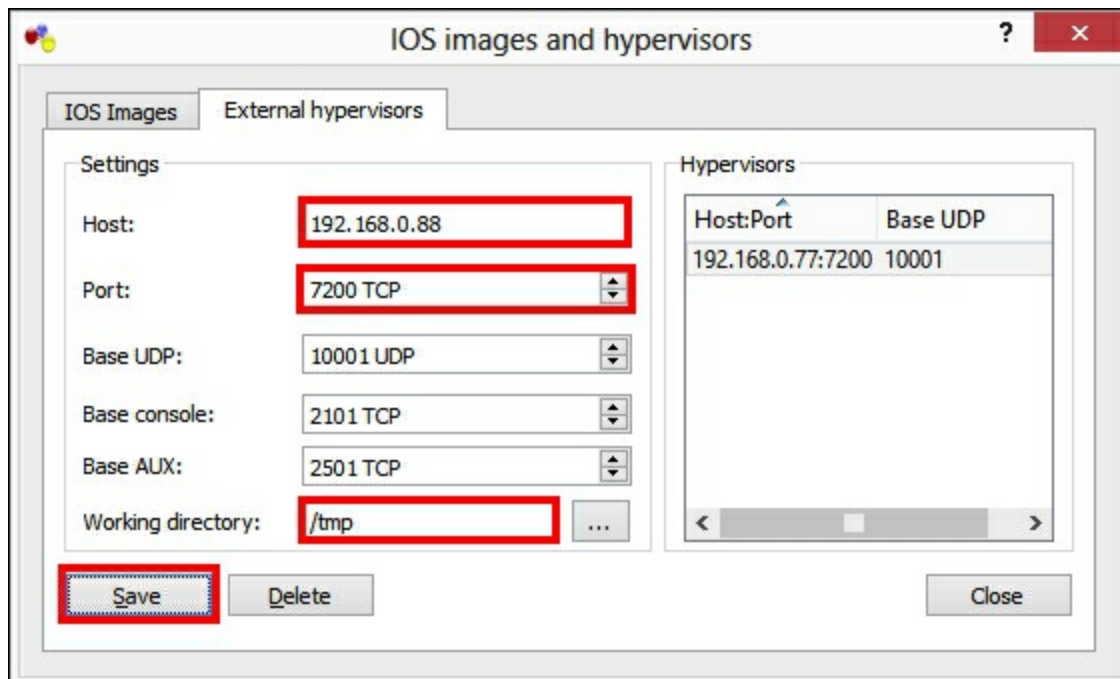 IOS images and hypervisors
?
IOS Images
External hypervisors
Settings
Host:
192.168.0.88
Port:
7200 TCP
Base UDP:
10001 UDP
Base console:
2101 TCP
Base AUX:
2501 TCP
Working directory:
/tmp
...
Hypervisors
Host:Port
Base UDP
192.168.0.77:7200
10001
Save
Delete
Close